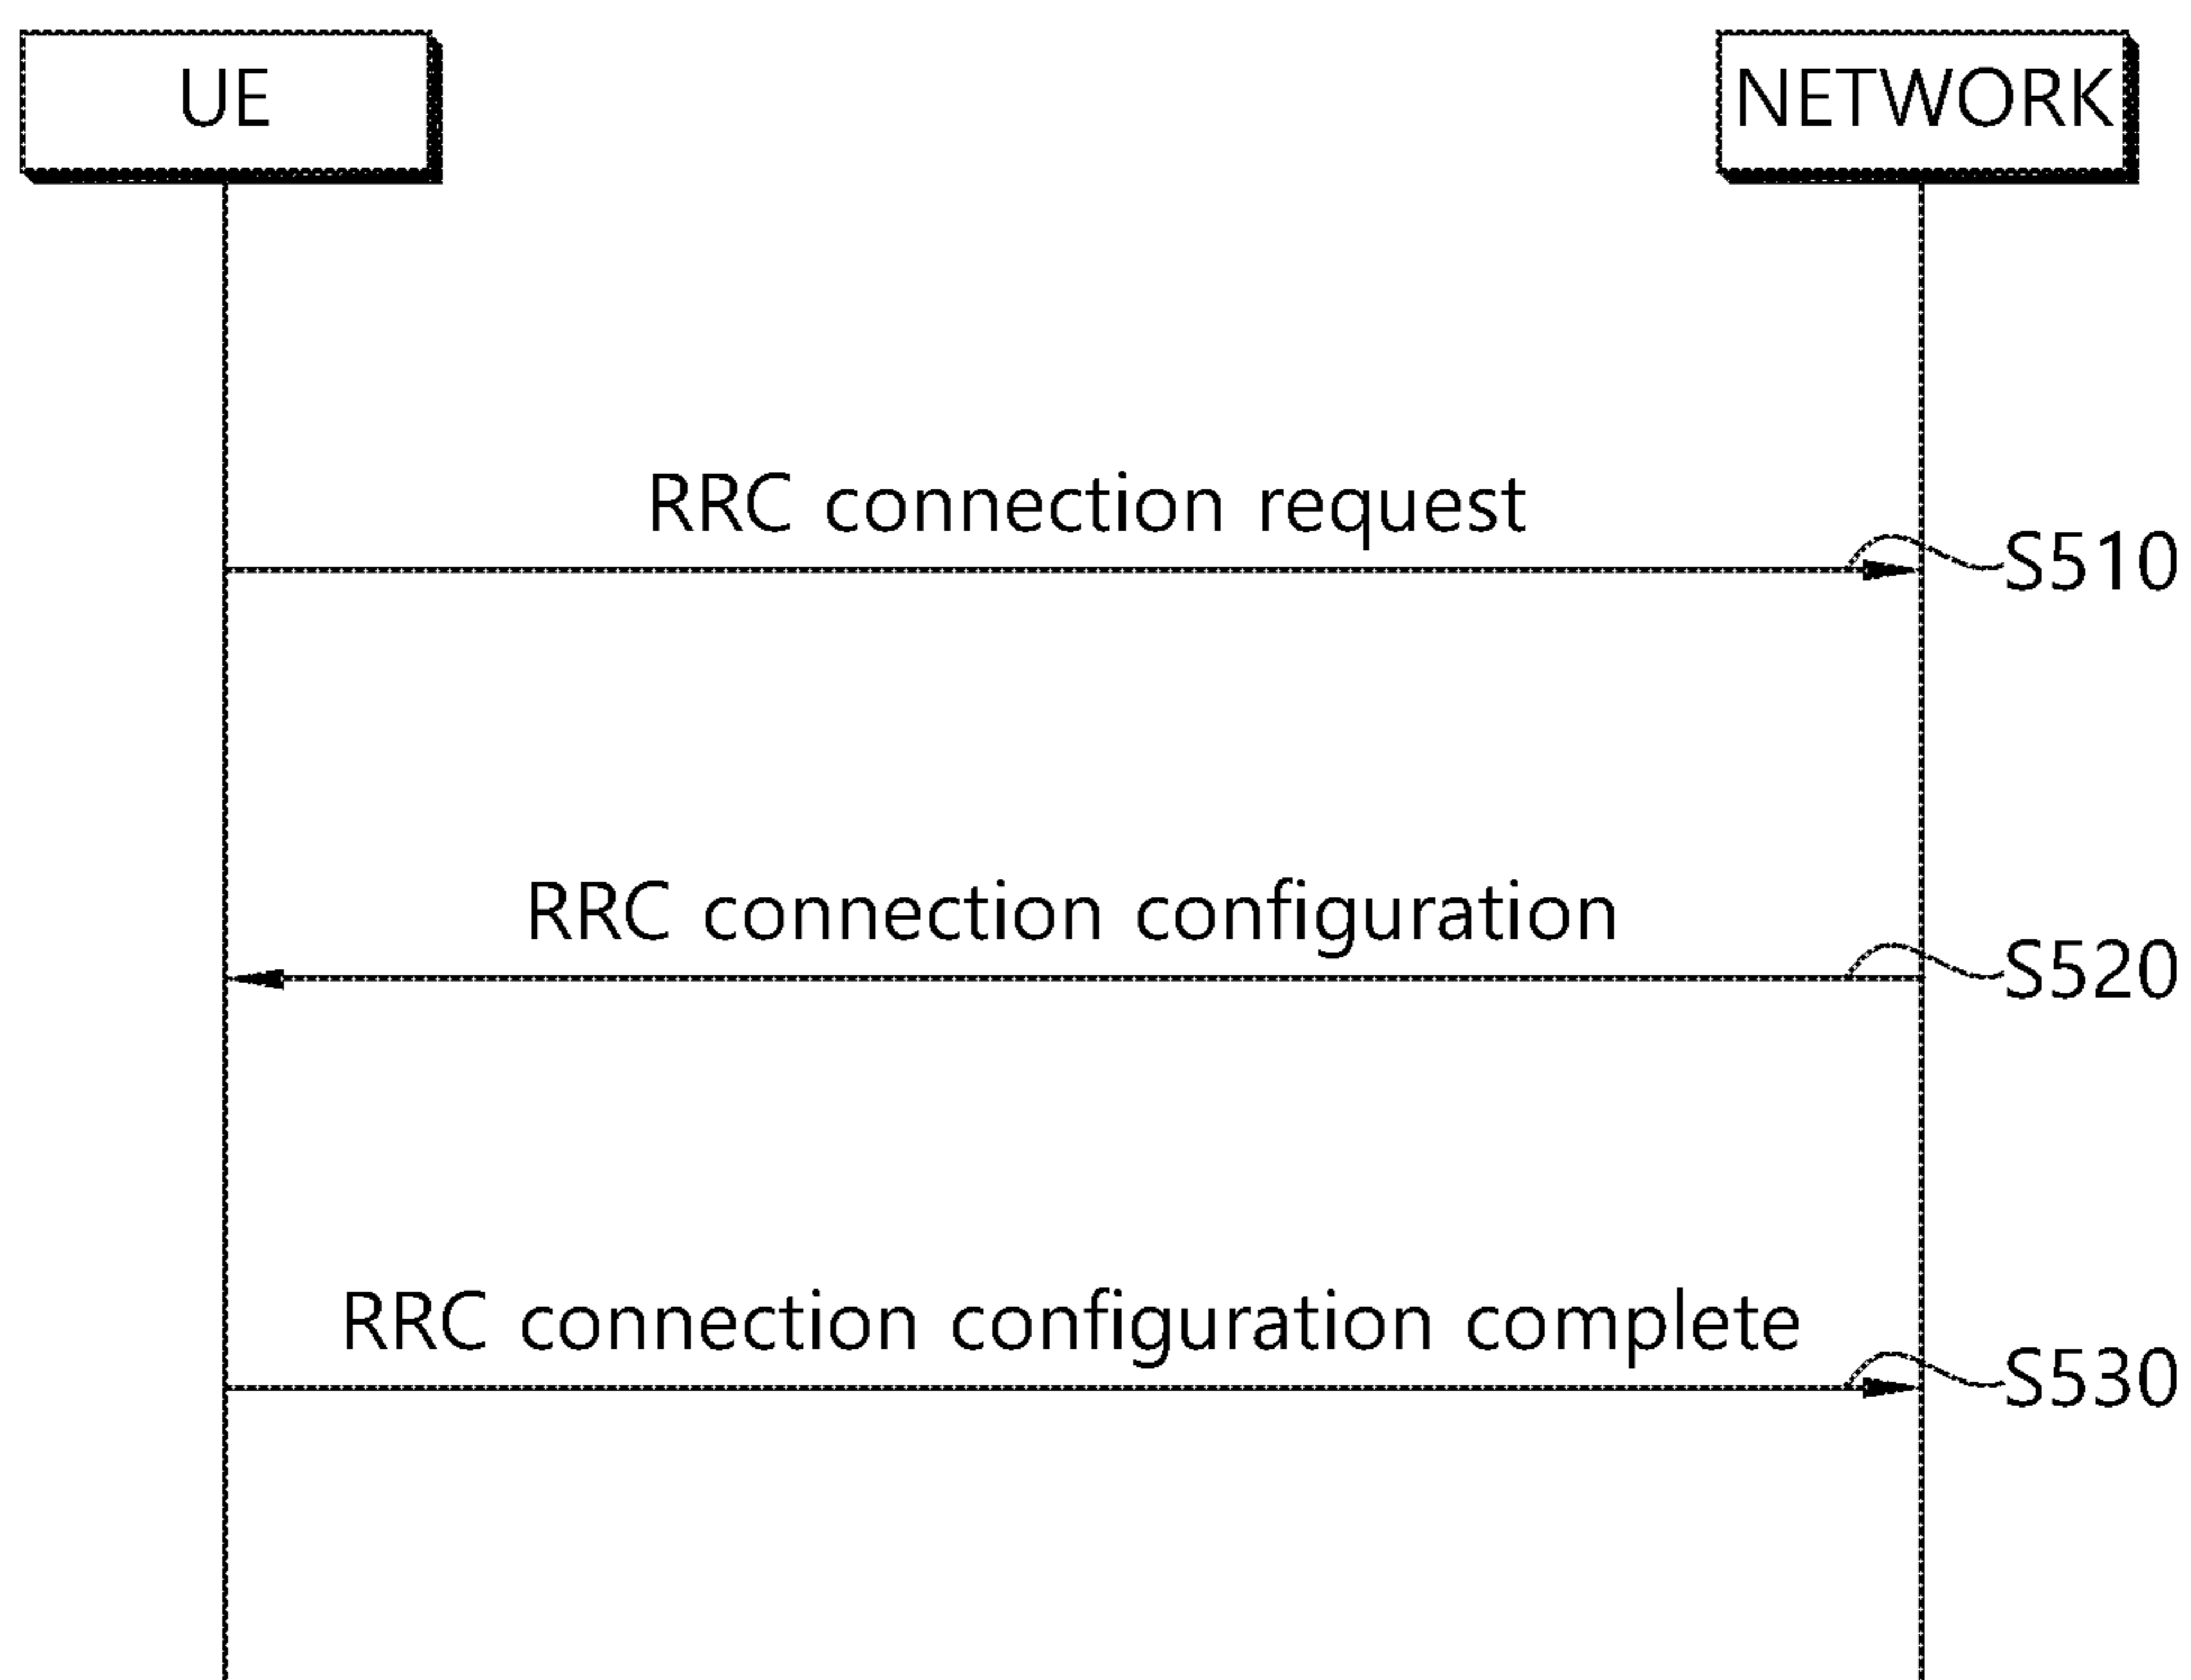 UE
NETWORK
RRC connection request
S510
RRC connection configuration
S520
RRC connection configuration complete
S530